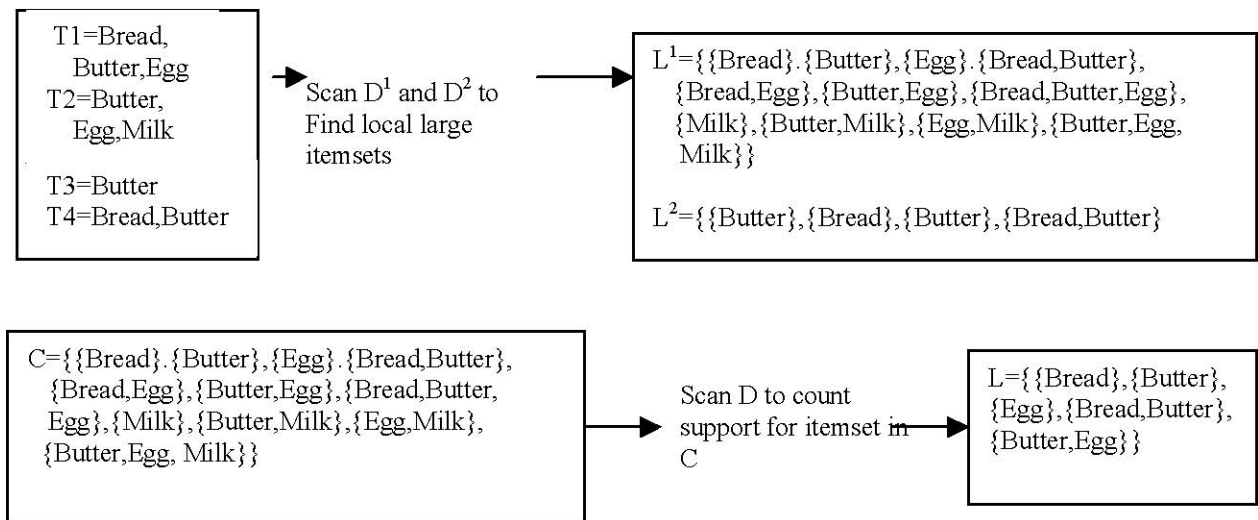 T1=Bread,
Butter,Egg
T2=Butter,
Egg,Milk
T3=Butter
T4=Bread,Butter
Scan D¹ and D² to
Find local large
itemsets
L¹={{Bread}.{Butter},{Egg}.{Bread,Butter},
{Bread,Egg},{Butter,Egg},{Bread,Butter,Egg},
{Milk},{Butter,Milk},{Egg,Milk},{Butter,Egg,
Milk}}
L²={{Butter},{Bread},{Butter},{Bread,Butter}
C={{Bread}.{Butter},{Egg}.{Bread,Butter},
{Bread,Egg},{Butter,Egg},{Bread,Butter,
Egg},{Milk},{Butter,Milk},{Egg,Milk},
{Butter,Egg, Milk}}
Scan D to count
support for itemset in
C
L={{Bread},{Butter},
{Egg},{Bread,Butter},
{Butter,Egg}}